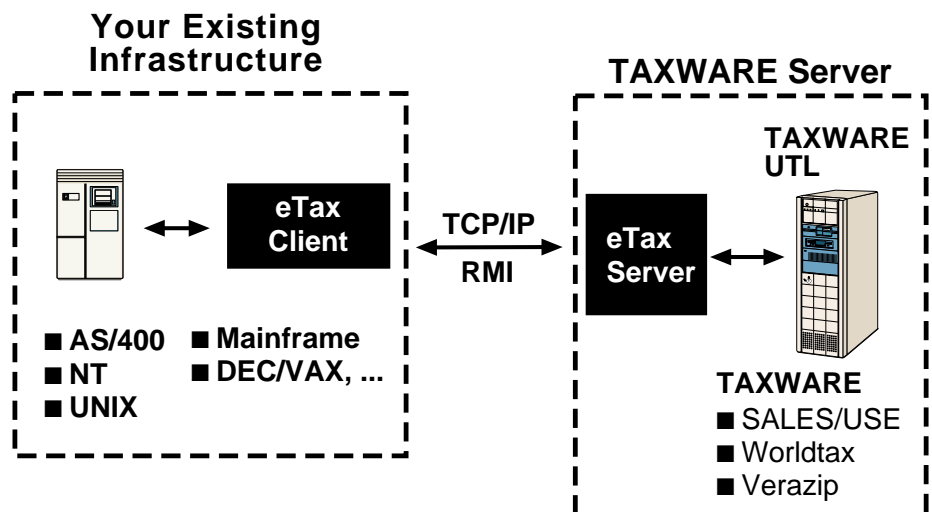 Your Existing
Infrastructure
eTax
Client
■ AS/400
■ NT
■ UNIX
■ Mainframe
■ DEC/VAX, ...
TCP/IP
RMI
TAXWARE Server
eTax
Server
TAXWARE
UTL
TAXWARE
■ SALES/USE
■ Worldtax
■ Verazip